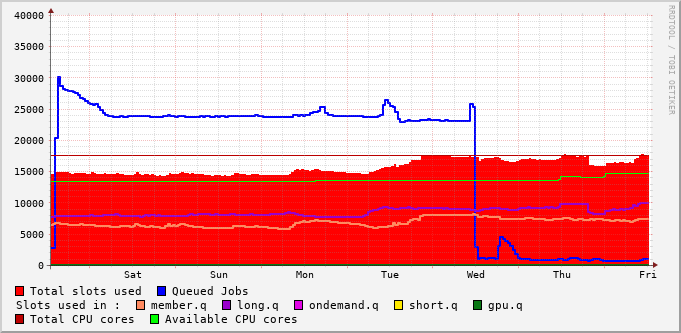 40000
35000
30000
25000
20000
15000
10000
5000
0
Sat Sun Mon Tue Wed Thu Fri
Total slots used Queued Jobs
Slots used in : member.q long.q ondemand.q short.q gpu.q
Total CPU cores Available CPU cores
RRDTOOL / TOBI OETIKER